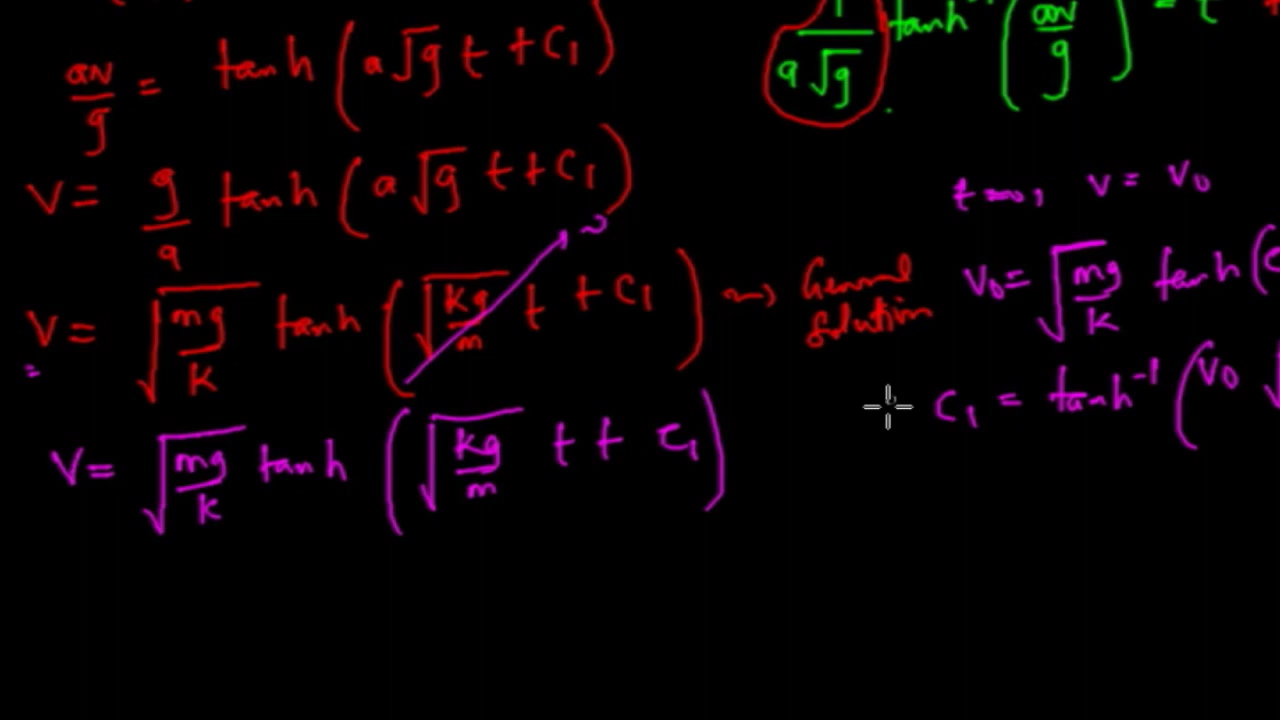 av/g = tanh (a√g t + C₁)
V = g/a tanh (a√g t + C₁)
V = √(mg/k) tanh (√(kg/m) t + C₁) ⇝ General Solution
V = √(mg/k) tanh (√(kg/m) t + C₁)
1/(a√g) tanh⁻¹ (av/g) = t
t=0, V = V₀
V₀ = √(mg/k) tanh (
C₁ = tanh⁻¹ (V₀ √